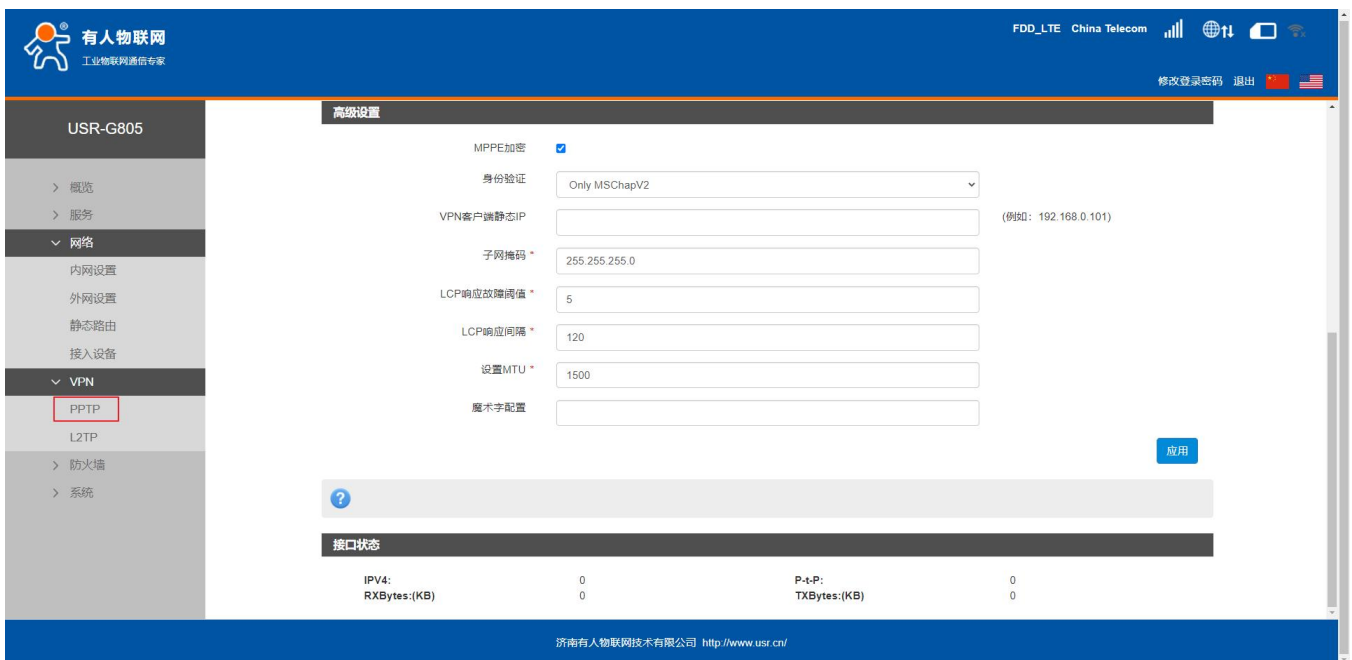 有人物联网
工业物联网通信专家
FDD_LTE China Telecom
修改登录密码 退出
USR-G805
概览
服务
网络
内网设置
外网设置
静态路由
接入设备
VPN
PPTP
L2TP
防火墙
系统
高级设置
MPPE加密
身份验证 Only MSChapV2
VPN客户端静态IP (例如：192.168.0.101)
子网掩码 * 255.255.255.0
LCP响应故障阈值 * 5
LCP响应间隔 * 120
设置MTU * 1500
魔术字配置
应用
接口状态
IPV4: 0 P-t-P: 0
RXBytes:(KB) 0 TXBytes:(KB) 0
济南有人物联网技术有限公司 http://www.usr.cn/